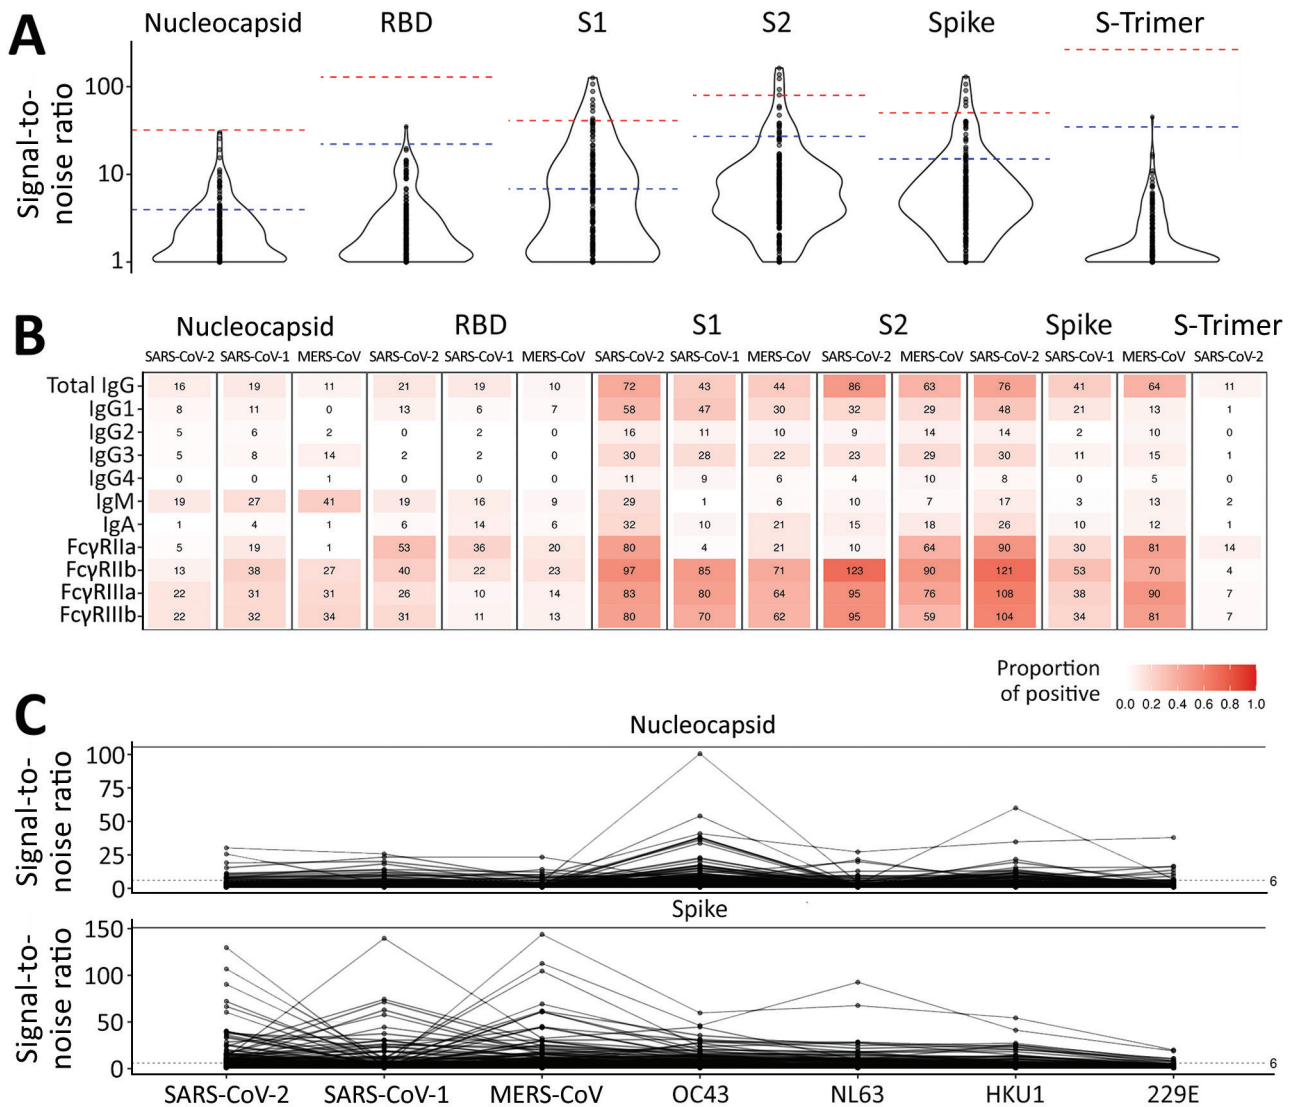 A
Nucleocapsid RBD S1 S2 Spike S-Trimer
Signal-to-
noise ratio
100
10
1
B
Nucleocapsid RBD S1 S2 Spike S-Trimer
SARS-CoV-2 SARS-CoV-1 MERS-CoV SARS-CoV-2 SARS-CoV-1 MERS-CoV SARS-CoV-2 SARS-CoV-1 MERS-CoV SARS-CoV-2 MERS-CoV SARS-CoV-2 SARS-CoV-1 MERS-CoV SARS-CoV-2
Total IgG 16 19 11 21 19 10 72 43 44 86 63 76 41 64 11
IgG1 8 11 0 13 6 7 58 47 30 32 29 48 21 13 1
IgG2 5 6 2 0 2 0 16 11 10 9 14 14 2 10 0
IgG3 5 8 14 2 2 0 30 28 22 23 29 30 11 15 1
IgG4 0 0 1 0 0 0 11 9 6 4 10 8 0 5 0
IgM 19 27 41 19 16 9 29 1 6 6 7 17 3 13 2
IgA 1 4 1 6 14 6 32 10 21 15 18 26 10 12 1
FcγRIIa 5 19 1 53 36 20 80 4 21 10 64 90 30 81 14
FcγRIIb 13 38 27 40 22 23 97 85 71 123 90 121 53 70 4
FcγRIIIa 22 31 31 26 10 14 83 80 64 95 76 108 38 90 7
FcγRIIIb 22 32 34 31 11 13 80 70 62 95 59 104 34 81 7
Proportion
of positive
0.0 0.2 0.4 0.6 0.8 1.0
C
Nucleocapsid
Signal-to-
noise ratio
100
75
50
25
0
6
Spike
Signal-to-
noise ratio
150
100
50
0
6
SARS-CoV-2 SARS-CoV-1 MERS-CoV OC43 NL63 HKU1 229E